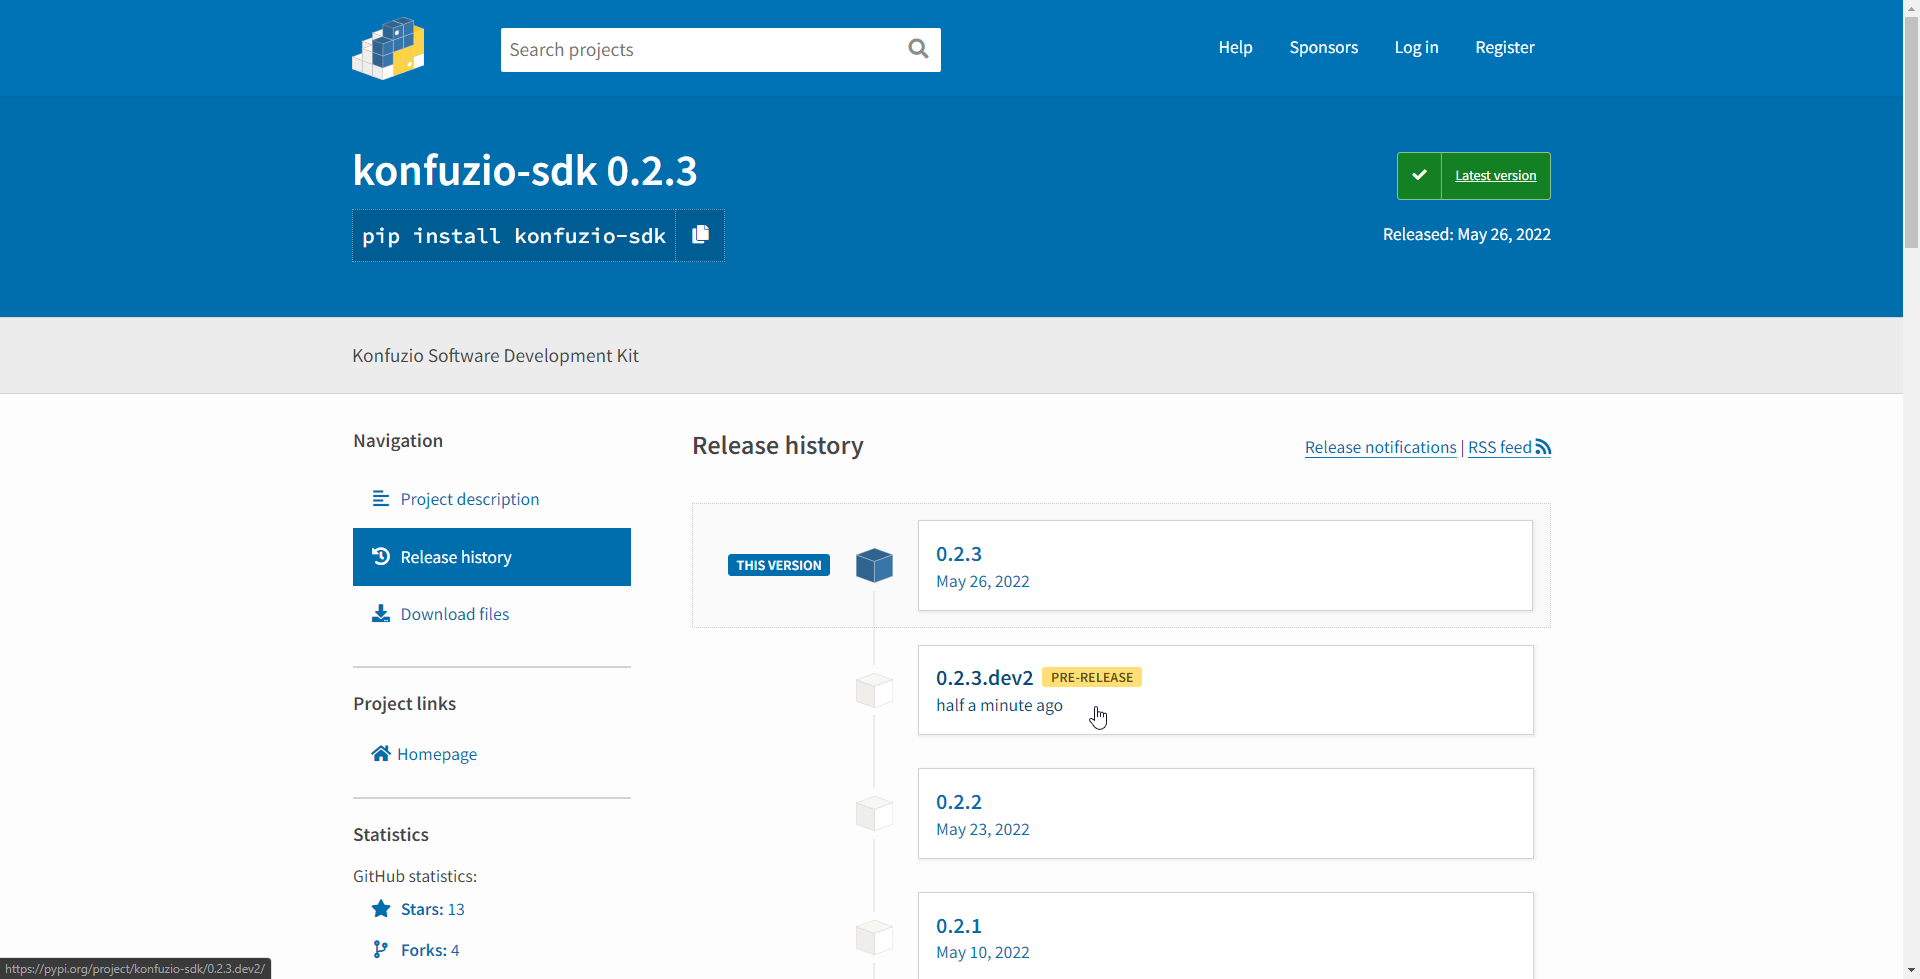 Search projects
Help
Sponsors
Log in
Register
konfuzio-sdk 0.2.3
pip install konfuzio-sdk
Latest version
Released: May 26, 2022
Konfuzio Software Development Kit
Navigation
Project description
Release history
Download files
Project links
Homepage
Statistics
GitHub statistics:
Stars: 13
Forks: 4
Release history
Release notifications | RSS feed
THIS VERSION
0.2.3
May 26, 2022
0.2.3.dev2 PRE-RELEASE
half a minute ago
0.2.2
May 23, 2022
0.2.1
May 10, 2022
https://pypi.org/project/konfuzio-sdk/0.2.3.dev2/